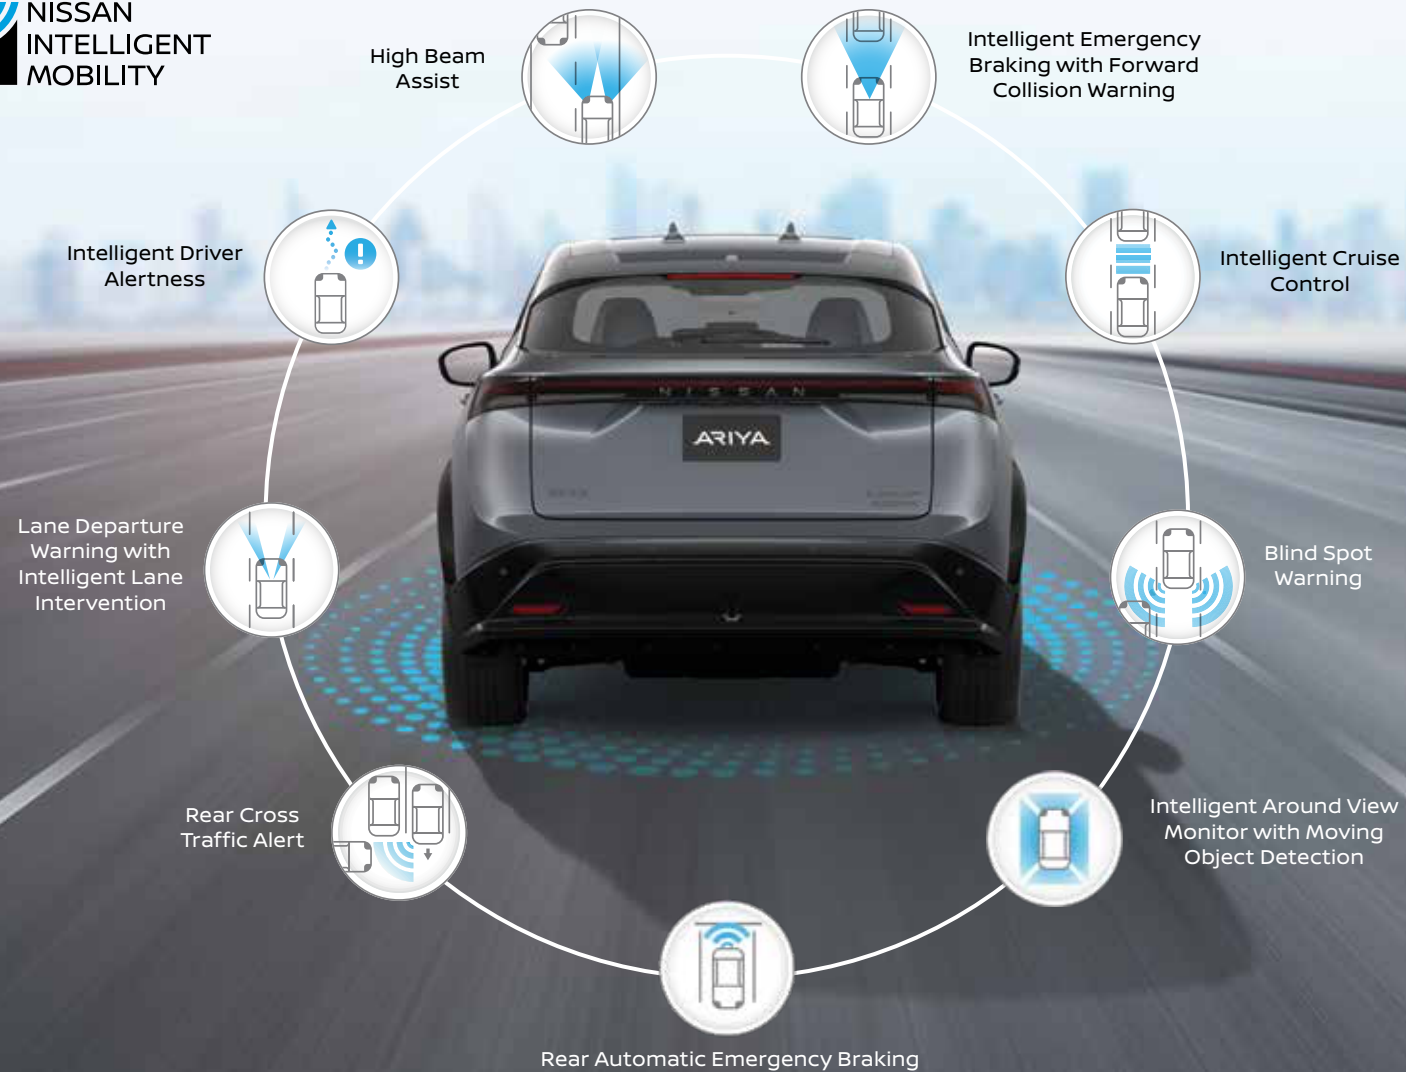 NISSAN
INTELLIGENT
MOBILITY
High Beam
Assist
Intelligent Emergency
Braking with Forward
Collision Warning
Intelligent Driver
Alertness
Intelligent Cruise
Control
NISSAN
ARIYA
Lane Departure
Warning with
Intelligent Lane
Intervention
Blind Spot
Warning
Rear Cross
Traffic Alert
Intelligent Around View
Monitor with Moving
Object Detection
Rear Automatic Emergency Braking